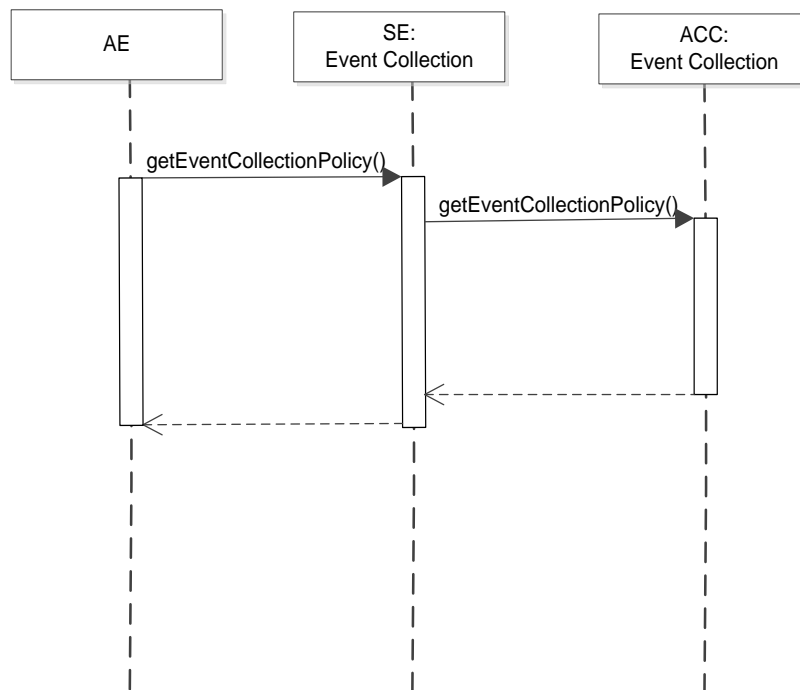 AE
SE:
Event Collection
ACC:
Event Collection
getEventCollectionPolicy()
getEventCollectionPolicy()